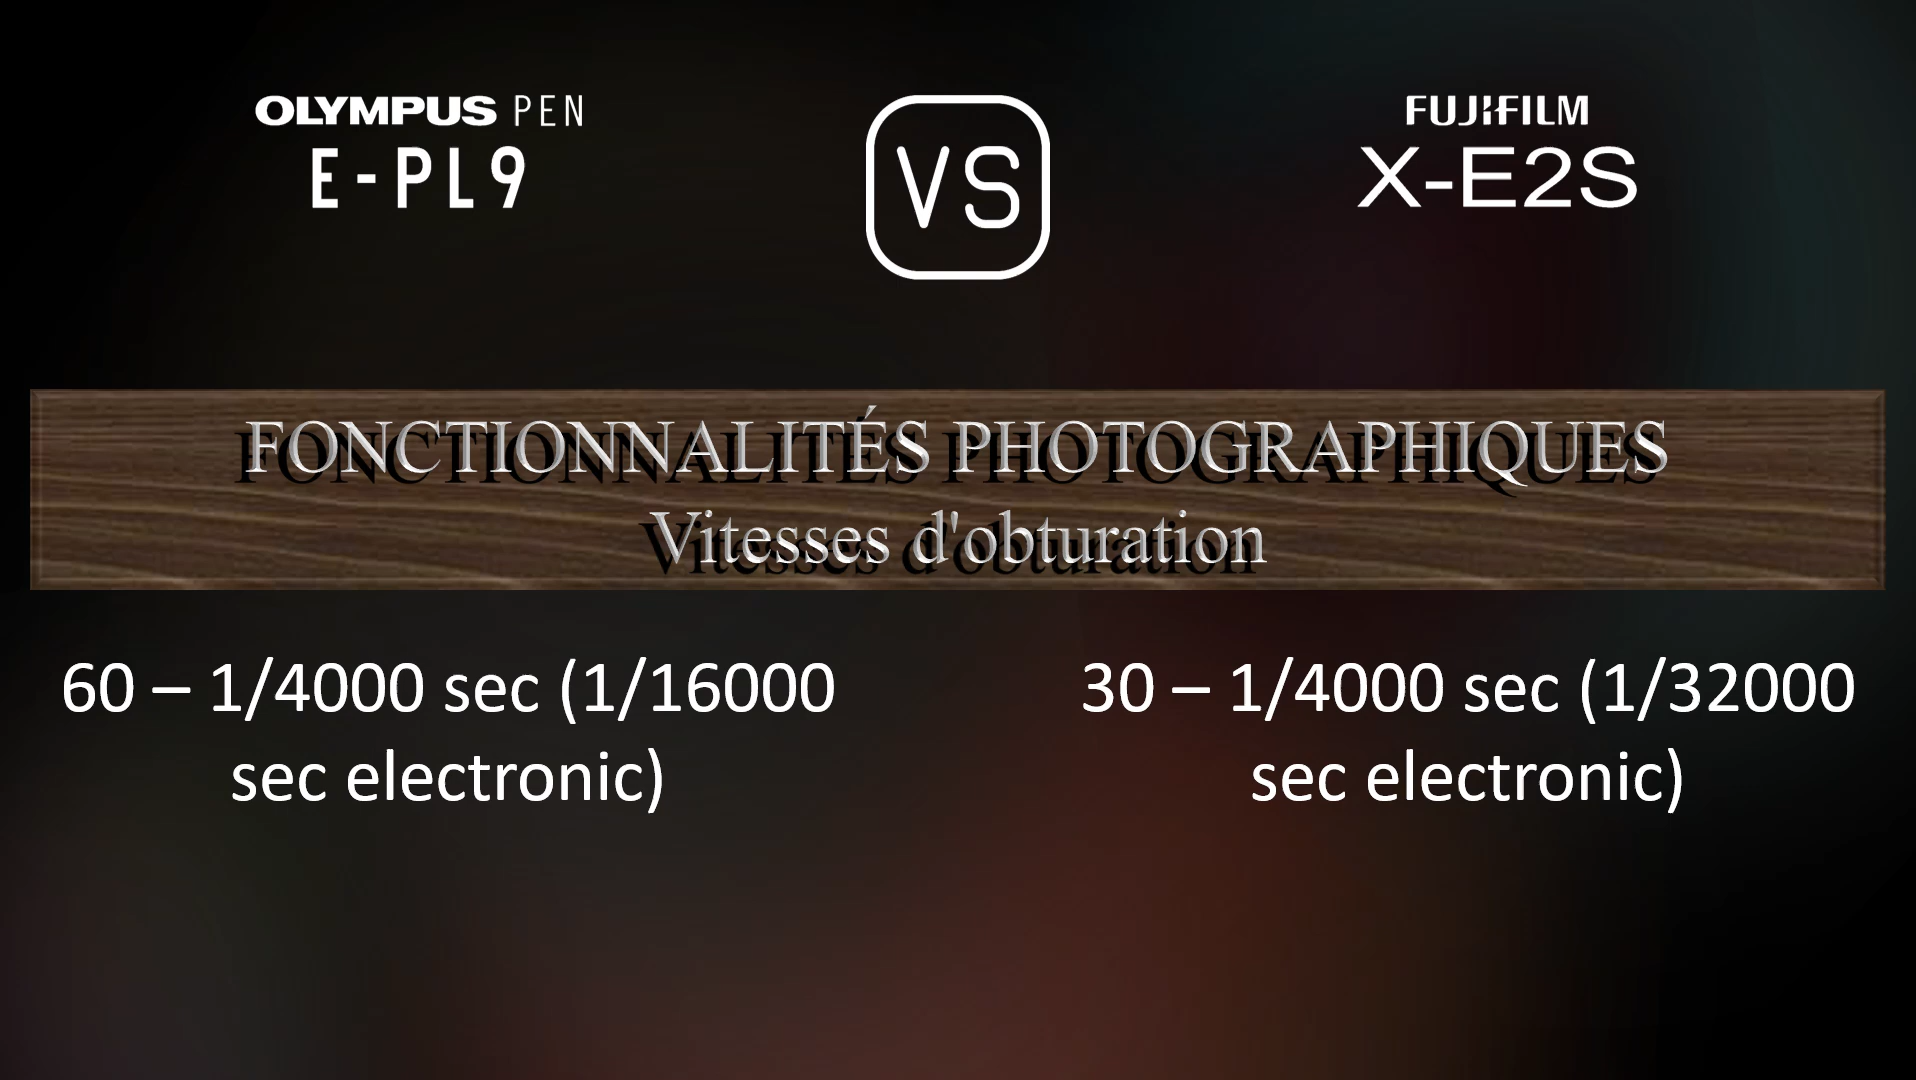 OLYMPUS PEN
E-PL9
VS
FUJIFILM
X-E2S
FONCTIONNALITÉS PHOTOGRAPHIQUES
Vitesses d'obturation
60 – 1/4000 sec (1/16000
sec electronic)
30 – 1/4000 sec (1/32000
sec electronic)